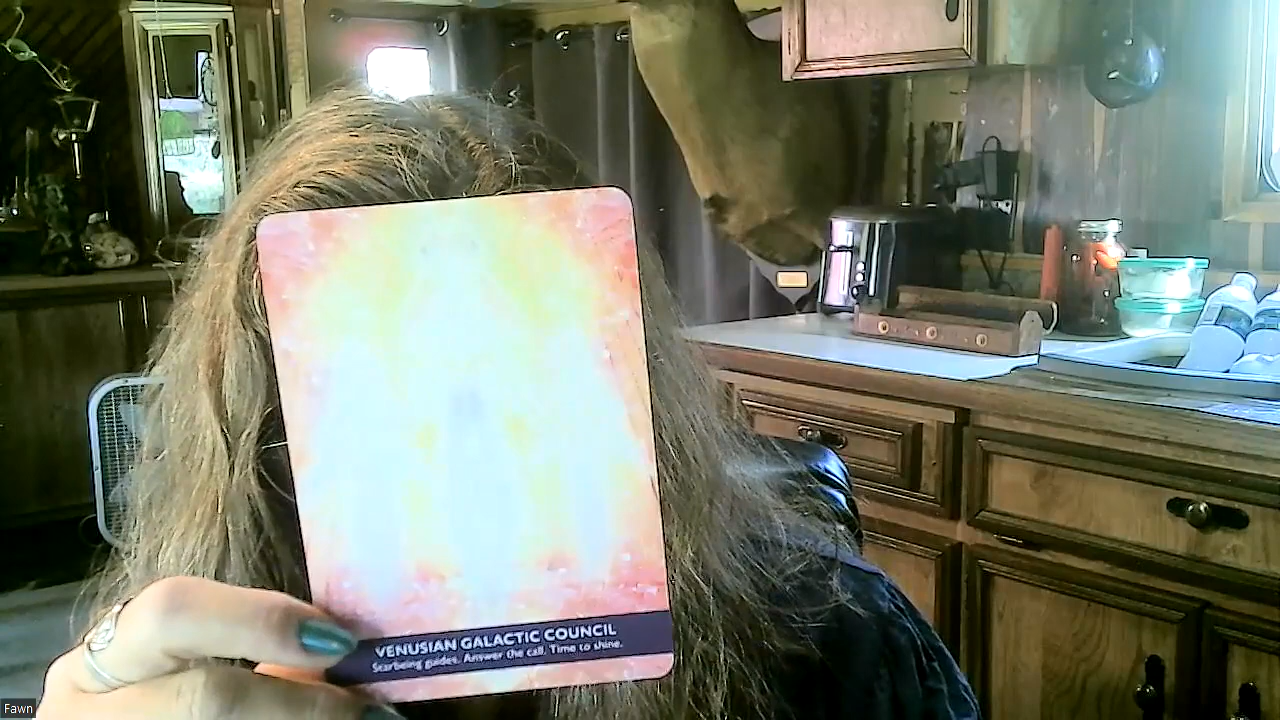 VENUSIAN GALACTIC COUNCIL
Starbeing guides. Answer the call. Time to shine.
Fawn